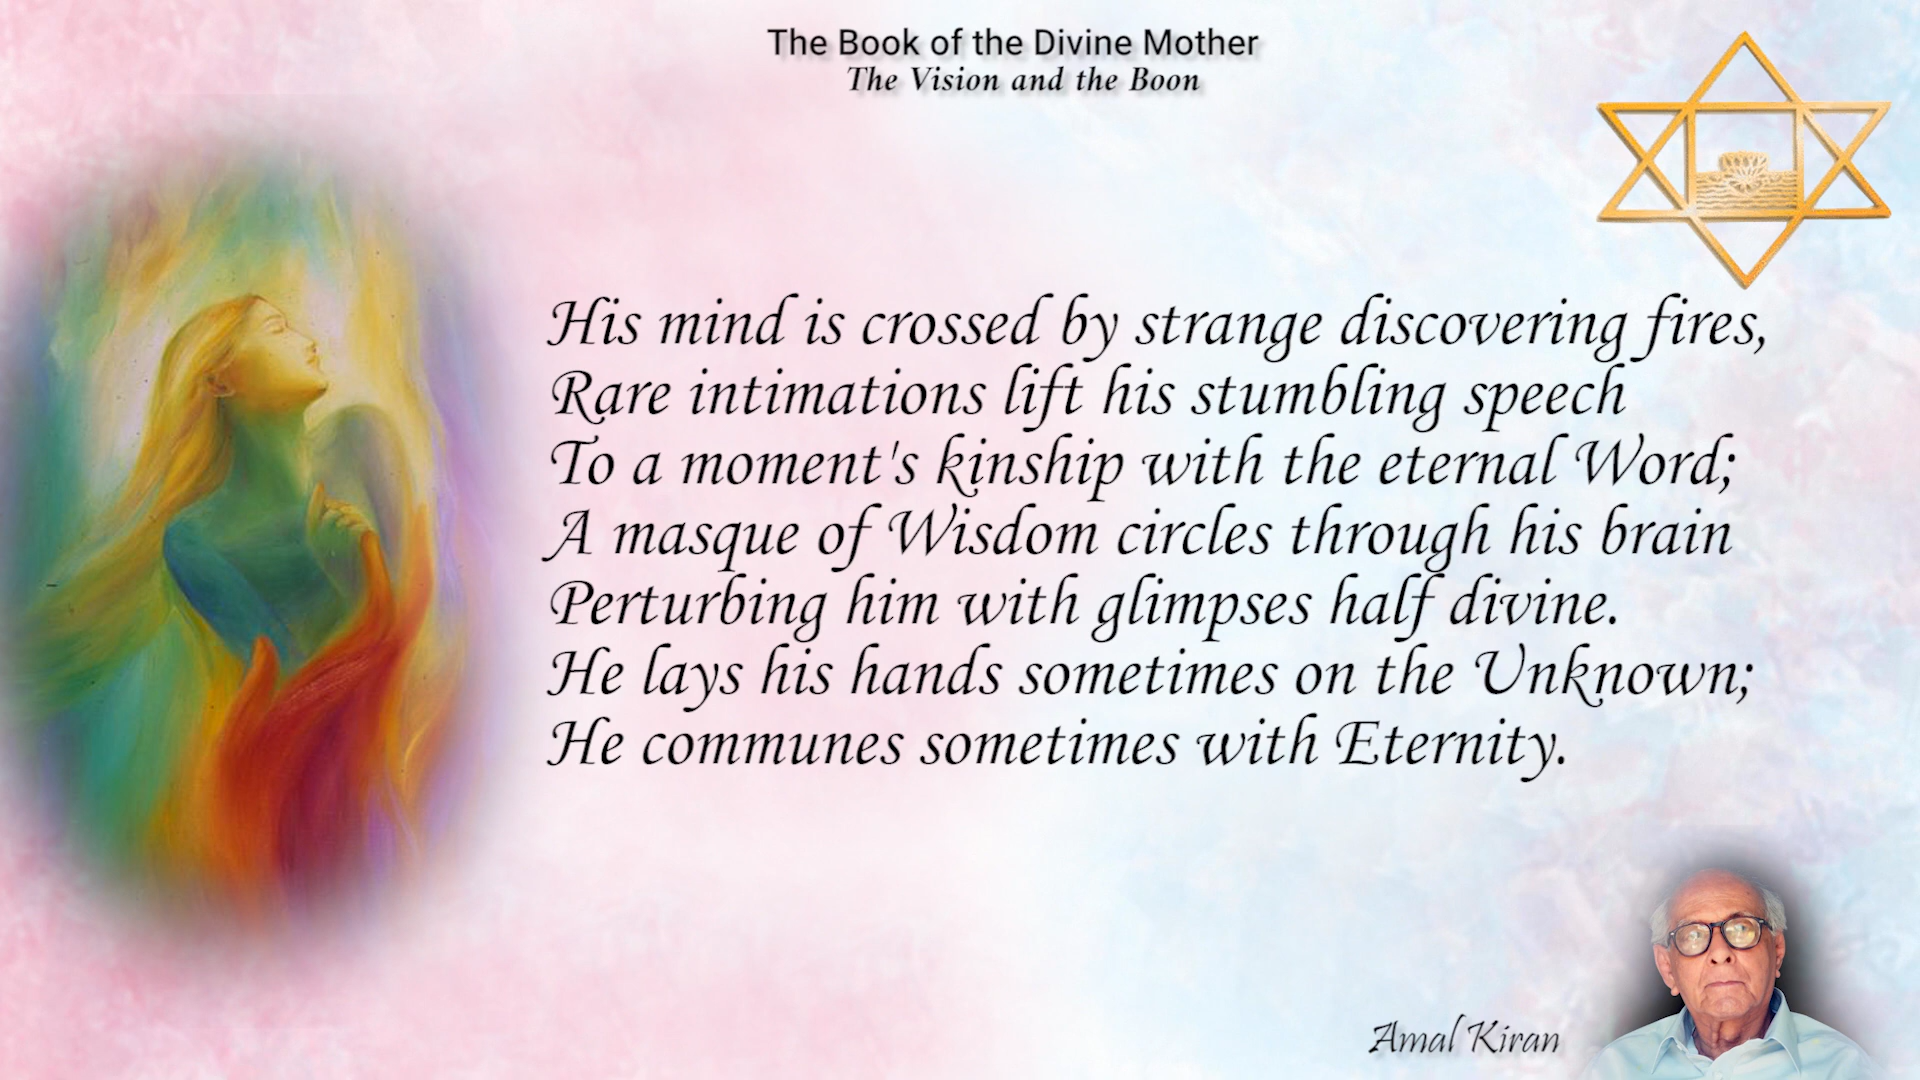 The Book of the Divine Mother
The Vision and the Boon
His mind is crossed by strange discovering fires,
Rare intimations lift his stumbling speech
To a moment's kinship with the eternal Word;
A masque of Wisdom circles through his brain
Perturbing him with glimpses half divine.
He lays his hands sometimes on the Unknown;
He communes sometimes with Eternity.
Amal Kiran